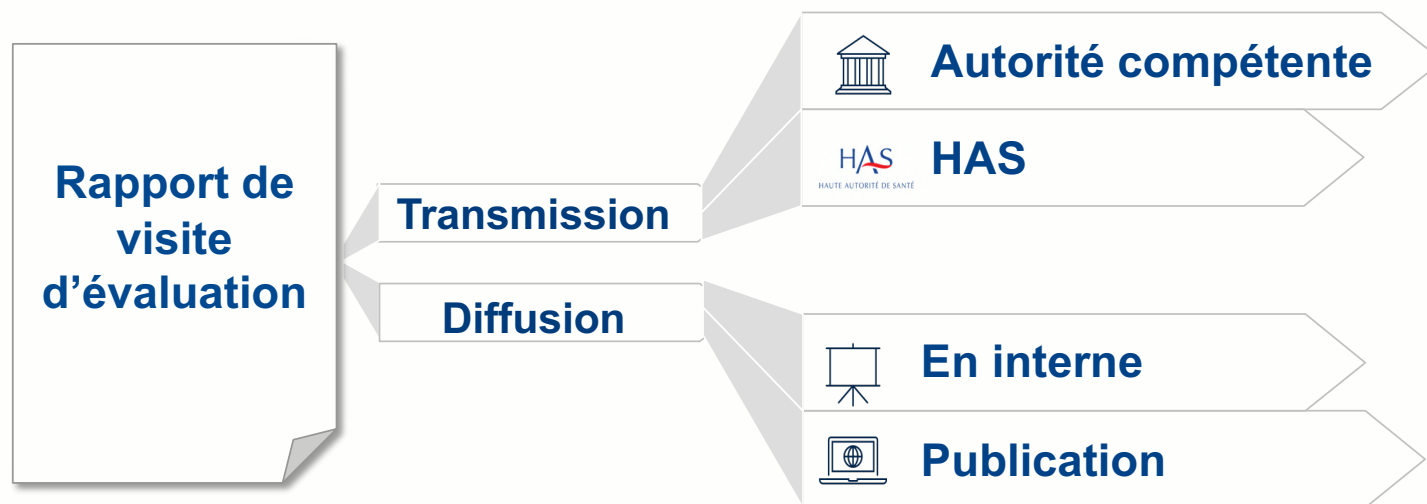 Rapport de
visite
d’évaluation
Transmission
Autorité compétente
HAS
HAUTE AUTORITÉ DE SANTÉ
HAS
Diffusion
En interne
Publication